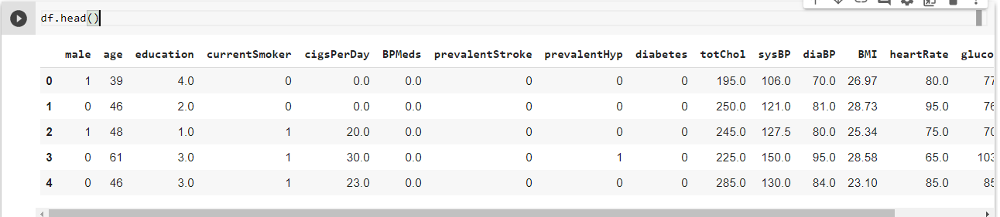 df.head()
male age education currentSmoker cigsPerDay BPMeds prevalentStroke prevalentHyp diabetes totChol sysBP diaBP BMI heartRate gluco
0 1 39 4.0 0 0.0 0.0 0 0 0 195.0 106.0 70.0 26.97 80.0 77
1 0 46 2.0 0 0.0 0.0 0 0 0 250.0 121.0 81.0 28.73 95.0 76
2 1 48 1.0 1 20.0 0.0 0 0 0 245.0 127.5 80.0 25.34 75.0 70
3 0 61 3.0 1 30.0 0.0 0 1 0 225.0 150.0 95.0 28.58 65.0 103
4 0 46 3.0 1 23.0 0.0 0 0 0 285.0 130.0 84.0 23.10 85.0 85